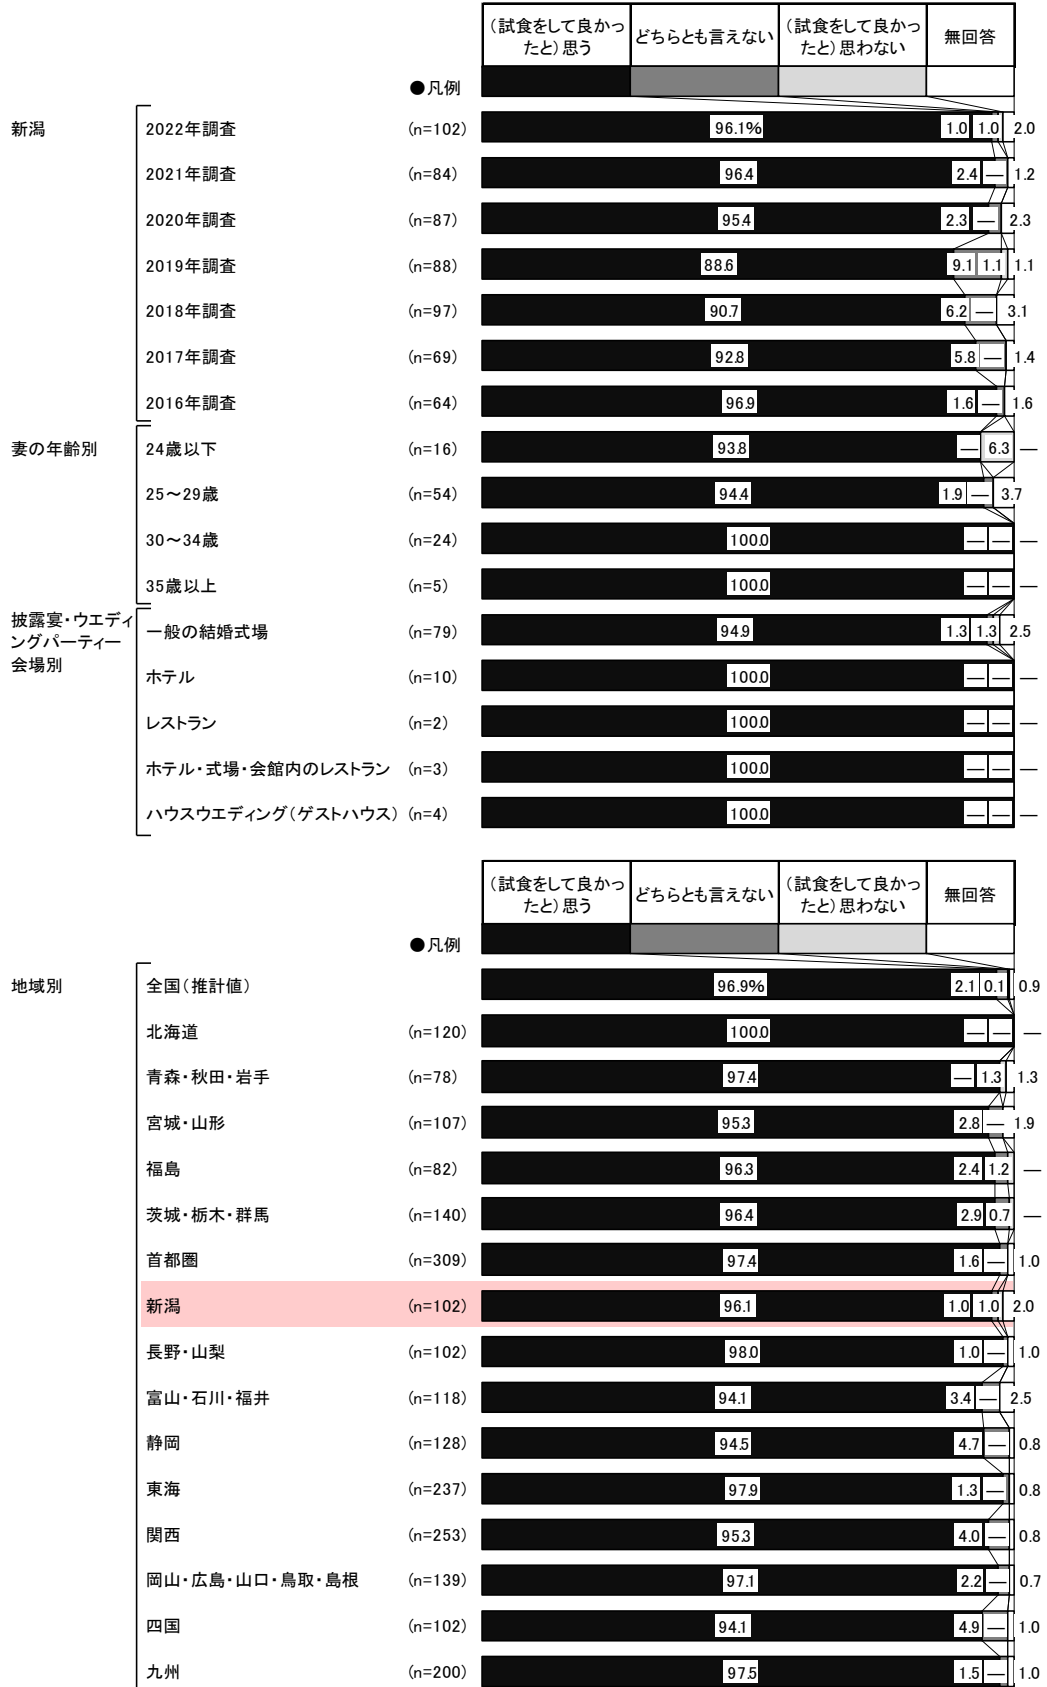 （試食をして良かっ
たと）思う
どちらとも言えない
（試食をして良かっ
たと）思わない
無回答
●凡例
新潟
2022年調査 (n=102) 96.1% 1.0 1.0 2.0
2021年調査 (n=84) 96.4 2.4 — 1.2
2020年調査 (n=87) 95.4 2.3 — 2.3
2019年調査 (n=88) 88.6 9.1 1.1 1.1
2018年調査 (n=97) 90.7 6.2 — 3.1
2017年調査 (n=69) 92.8 5.8 — 1.4
2016年調査 (n=64) 96.9 1.6 — 1.6
妻の年齢別
24歳以下 (n=16) 93.8 — 6.3 —
25～29歳 (n=54) 94.4 1.9 — 3.7
30～34歳 (n=24) 100.0 — — —
35歳以上 (n=5) 100.0 — — —
披露宴・ウエディ
ングパーティー
会場別
一般の結婚式場 (n=79) 94.9 1.3 1.3 2.5
ホテル (n=10) 100.0 — — —
レストラン (n=2) 100.0 — — —
ホテル・式場・会館内のレストラン (n=3) 100.0 — — —
ハウスウエディング（ゲストハウス） (n=4) 100.0 — — —
（試食をして良かっ
たと）思う
どちらとも言えない
（試食をして良かっ
たと）思わない
無回答
●凡例
地域別
全国（推計値） 96.9% 2.1 0.1 0.9
北海道 (n=120) 100.0 — — —
青森・秋田・岩手 (n=78) 97.4 — 1.3 1.3
宮城・山形 (n=107) 95.3 2.8 — 1.9
福島 (n=82) 96.3 2.4 1.2 —
茨城・栃木・群馬 (n=140) 96.4 2.9 0.7 —
首都圏 (n=309) 97.4 1.6 — 1.0
新潟 (n=102) 96.1 1.0 1.0 2.0
長野・山梨 (n=102) 98.0 1.0 — 1.0
富山・石川・福井 (n=118) 94.1 3.4 — 2.5
静岡 (n=128) 94.5 4.7 — 0.8
東海 (n=237) 97.9 1.3 — 0.8
関西 (n=253) 95.3 4.0 — 0.8
岡山・広島・山口・鳥取・島根 (n=139) 97.1 2.2 — 0.7
四国 (n=102) 94.1 4.9 — 1.0
九州 (n=200) 97.5 1.5 — 1.0